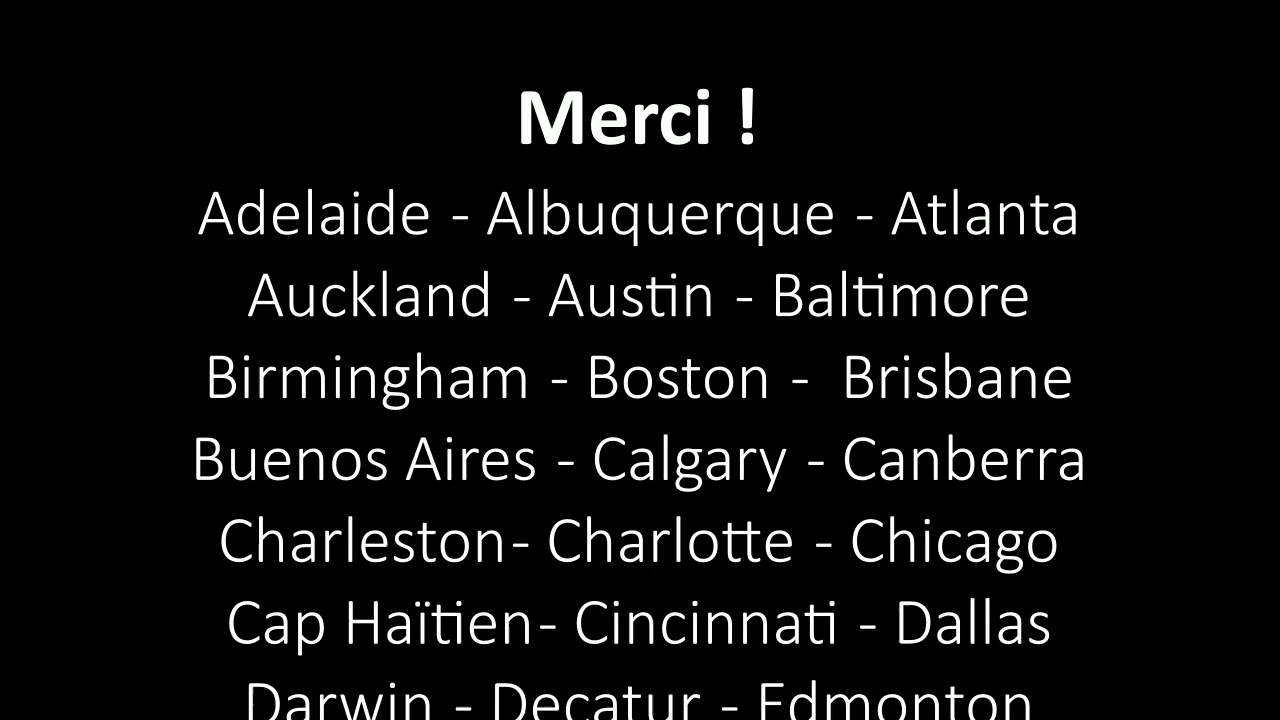 Merci !
Adelaide - Albuquerque - Atlanta
Auckland - Austin - Baltimore
Birmingham - Boston -  Brisbane
Buenos Aires - Calgary - Canberra
Charleston- Charlotte - Chicago
Cap Haïtien- Cincinnati - Dallas
Darwin - Decatur - Edmonton